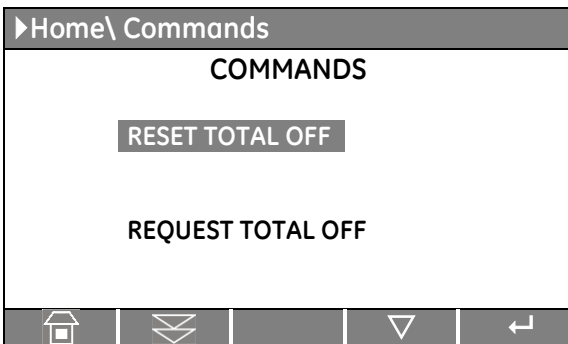 Home\ Commands
COMMANDS
RESET TOTAL OFF
REQUEST TOTAL OFF